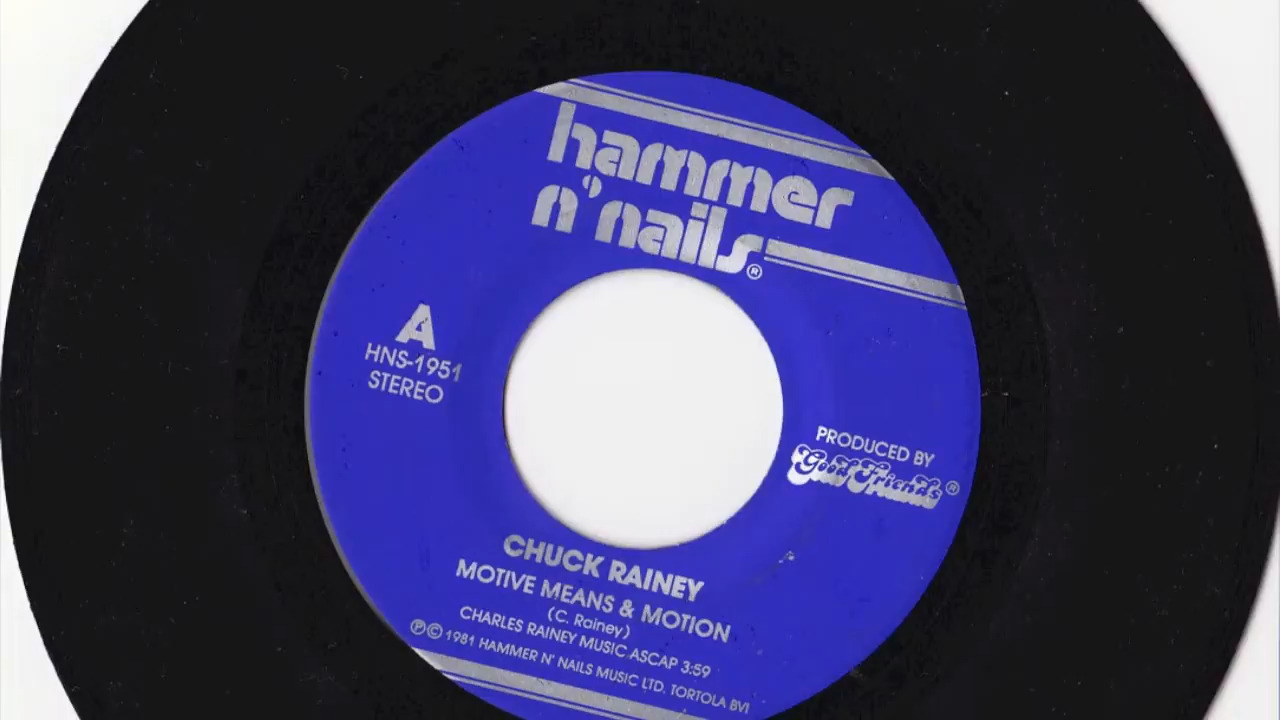 hammer
n'nails®
A
HNS-1951
STEREO
PRODUCED BY
Good Friends®
CHUCK RAINEY
MOTIVE MEANS & MOTION
(C. Rainey)
CHARLES RAINEY MUSIC ASCAP 3:59
℗© 1981 HAMMER N' NAILS MUSIC LTD. TORTOLA BVI